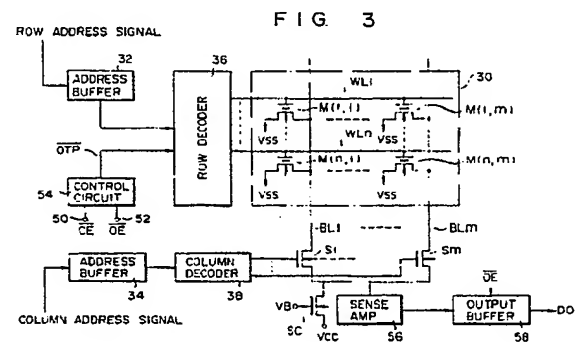 FIG. 3
ROW ADDRESS SIGNAL
32
ADDRESS BUFFER
36
ROW DECODER
30
WL1
M(1,1)
M(1,m)
VSS
VSS
WLn
M(n,1)
M(n,m)
VSS
VSS
OTP
54
CONTROL CIRCUIT
50
CE
OE
52
BL1
BLm
S1
Sm
ADDRESS BUFFER
34
COLUMN DECODER
38
COLUMN ADDRESS SIGNAL
VB
SC
VCC
SENSE AMP
56
OE
OUTPUT BUFFER
58
DO